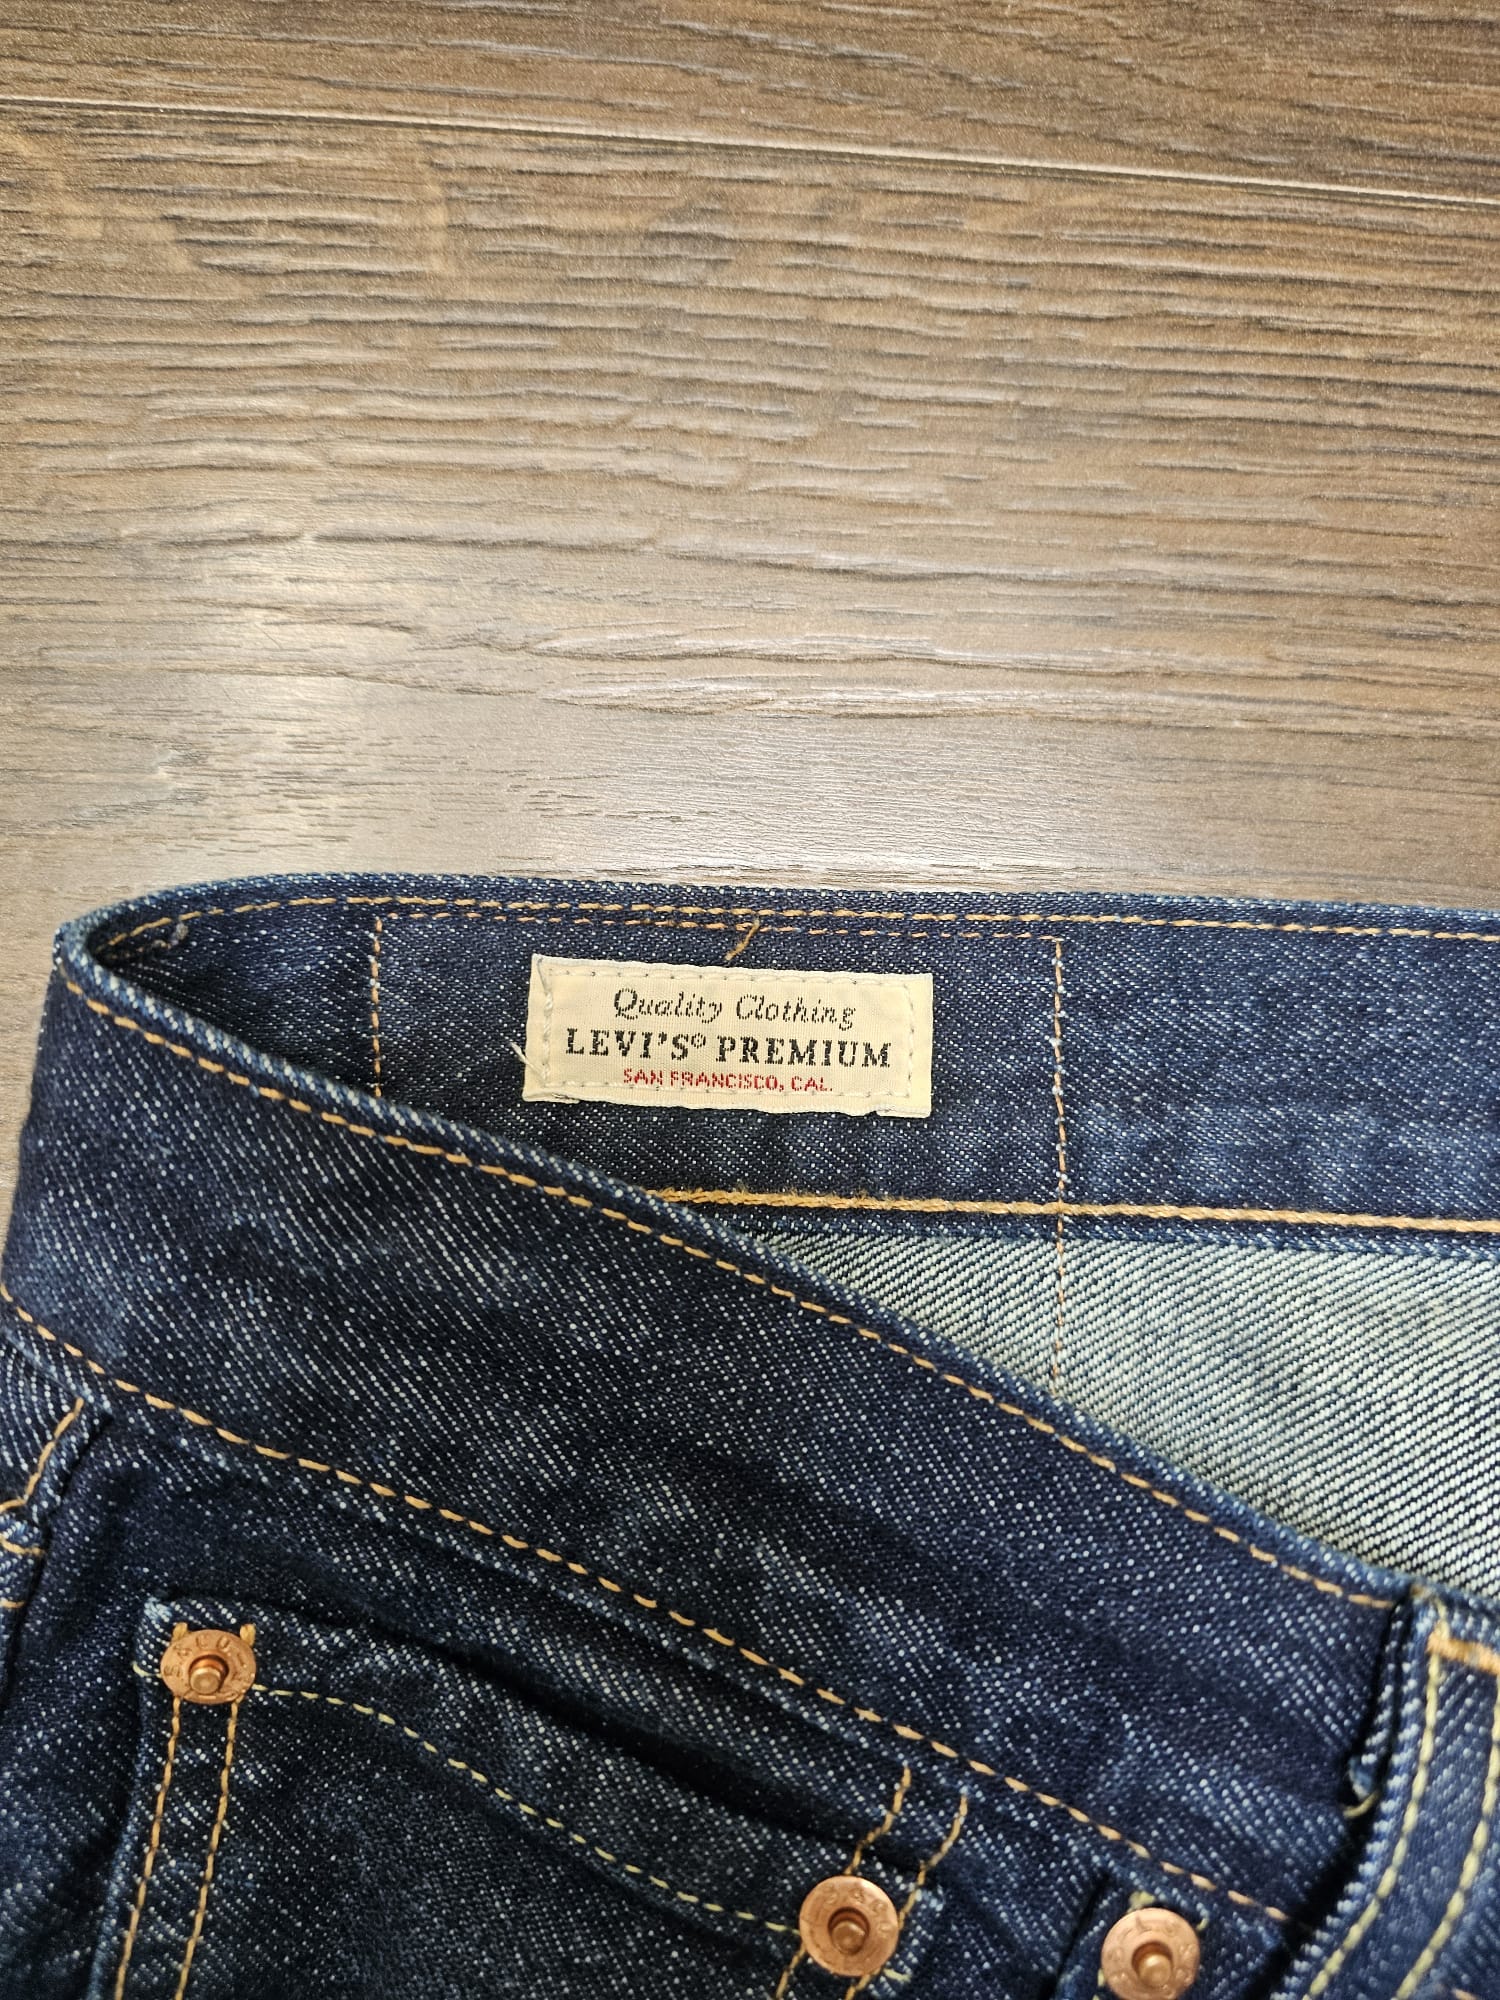 Quality Clothing
LEVI'S® PREMIUM
SAN FRANCISCO, CAL.